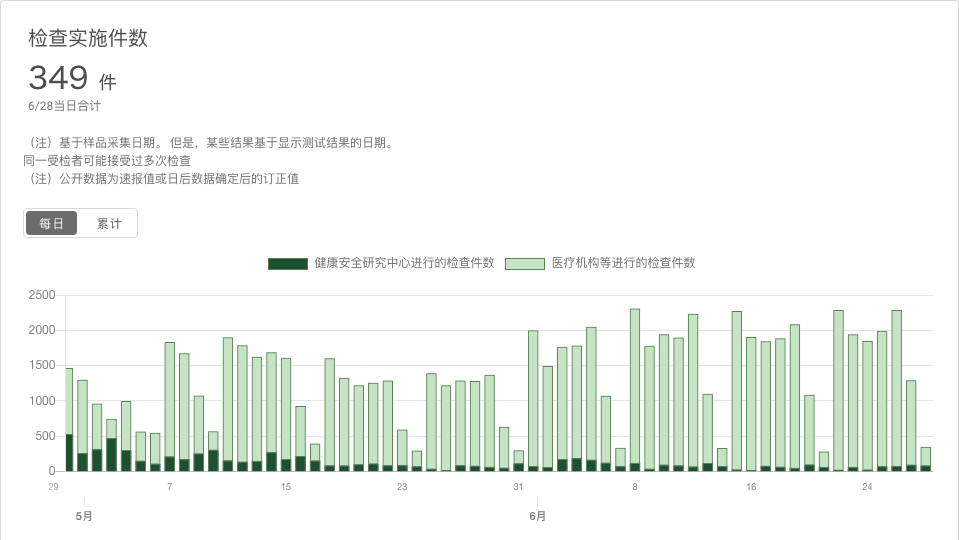 检查实施件数
349 件
6/28当日合计
（注）基于样品采集日期。 但是，某些结果基于显示测试结果的日期。
同一受检者可能接受过多次检查
（注）公开数据为速报值或日后数据确定后的订正值
每日 累计
健康安全研究中心进行的检查件数 医疗机构等进行的检查件数
2500
2000
1500
1000
500
0
29 7 15 23 31 8 16 24
5月 6月